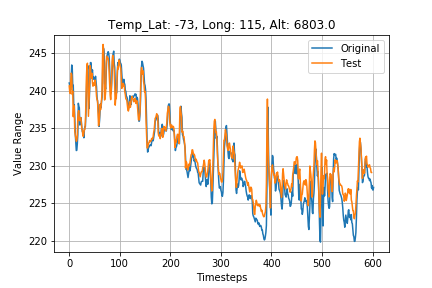 Temp_Lat: -73, Long: 115, Alt: 6803.0
Original
Test
Value Range
245
240
235
230
225
220
0 100 200 300 400 500 600
Timesteps